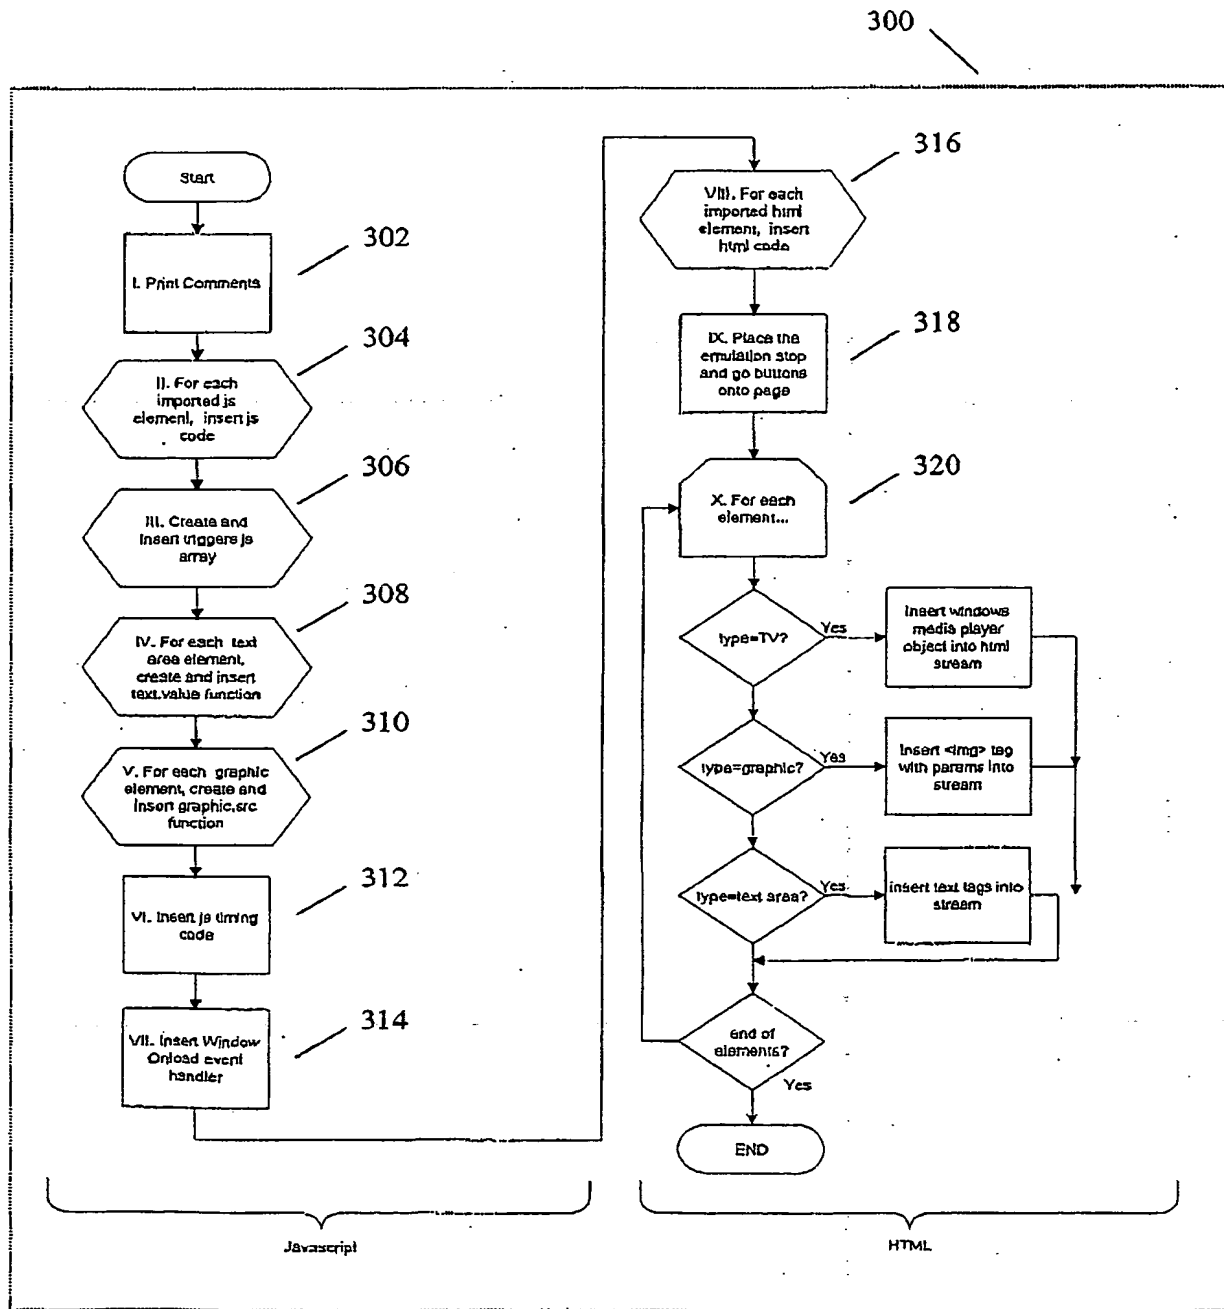 300
Start
302
I. Print Comments
304
II. For each
imported js
element, insert js
code
306
III. Create and
insert triggers js
array
308
IV. For each text
area element,
create and insert
text.value function
310
V. For each graphic
element, create and
insert graphic.src
function
312
VI. Insert js timing
code
314
VII. Insert Window
Onload event
handler
Javascript
316
VIII. For each
imported html
element, insert
html code
318
IX. Place the
emulation stop
and go buttons
onto page
320
X. For each
element...
type=TV?
Yes
Insert windows
media player
object into html
stream
type=graphic?
Yes
Insert <img> tag
with params into
stream
type=text area?
Yes
insert text tags into
stream
end of
elements?
Yes
END
HTML